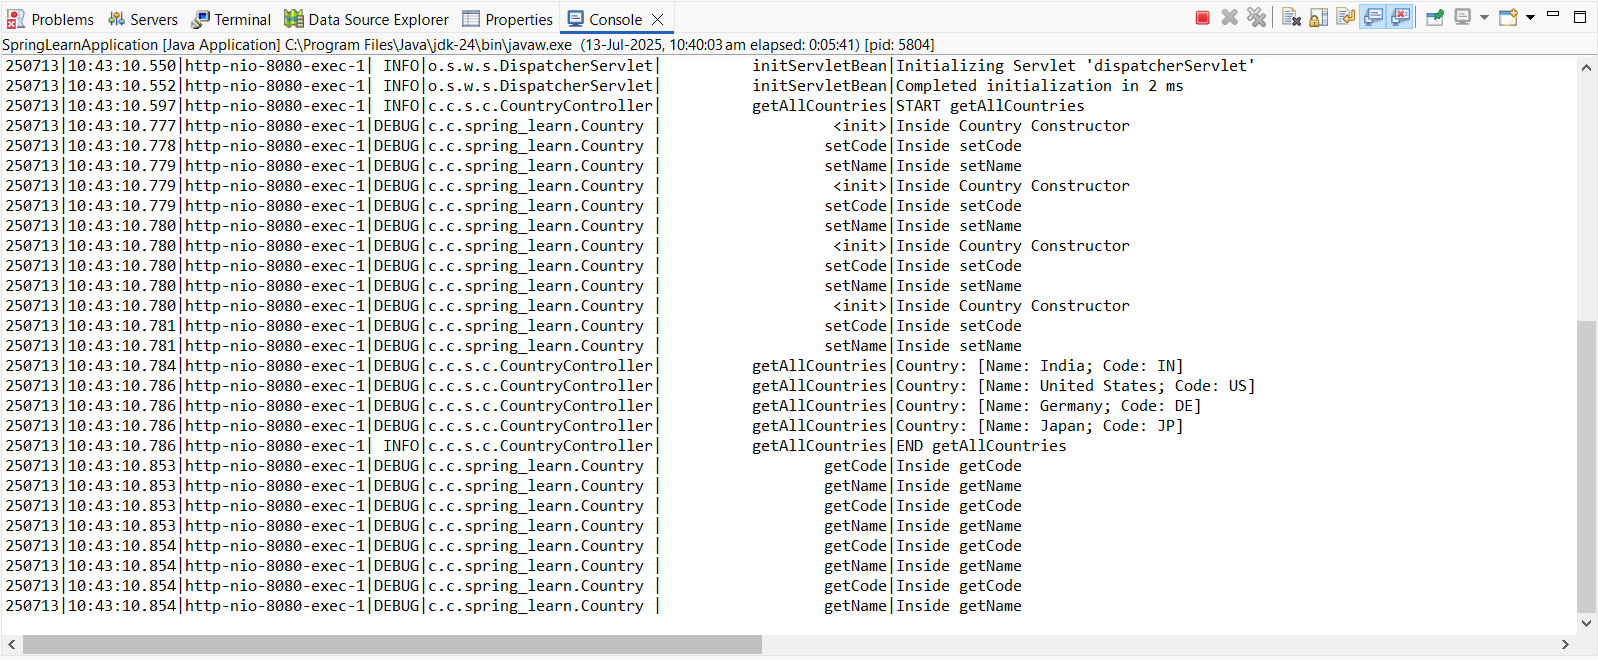 Problems Servers Terminal Data Source Explorer Properties Console
SpringLearnApplication [Java Application] C:\Program Files\Java\jdk-24\bin\javaw.exe (13-Jul-2025, 10:40:03 am elapsed: 0:05:41) [pid: 5804]
250713|10:43:10.550|http-nio-8080-exec-1| INFO|o.s.w.s.DispatcherServlet|          initServletBean|Initializing Servlet 'dispatcherServlet'
250713|10:43:10.552|http-nio-8080-exec-1| INFO|o.s.w.s.DispatcherServlet|          initServletBean|Completed initialization in 2 ms
250713|10:43:10.597|http-nio-8080-exec-1| INFO|c.c.s.c.CountryController|          getAllCountries|START getAllCountries
250713|10:43:10.777|http-nio-8080-exec-1|DEBUG|c.c.spring_learn.Country |                   <init>|Inside Country Constructor
250713|10:43:10.778|http-nio-8080-exec-1|DEBUG|c.c.spring_learn.Country |                  setCode|Inside setCode
250713|10:43:10.779|http-nio-8080-exec-1|DEBUG|c.c.spring_learn.Country |                  setName|Inside setName
250713|10:43:10.779|http-nio-8080-exec-1|DEBUG|c.c.spring_learn.Country |                   <init>|Inside Country Constructor
250713|10:43:10.779|http-nio-8080-exec-1|DEBUG|c.c.spring_learn.Country |                  setCode|Inside setCode
250713|10:43:10.780|http-nio-8080-exec-1|DEBUG|c.c.spring_learn.Country |                  setName|Inside setName
250713|10:43:10.780|http-nio-8080-exec-1|DEBUG|c.c.spring_learn.Country |                   <init>|Inside Country Constructor
250713|10:43:10.780|http-nio-8080-exec-1|DEBUG|c.c.spring_learn.Country |                  setCode|Inside setCode
250713|10:43:10.780|http-nio-8080-exec-1|DEBUG|c.c.spring_learn.Country |                  setName|Inside setName
250713|10:43:10.780|http-nio-8080-exec-1|DEBUG|c.c.spring_learn.Country |                   <init>|Inside Country Constructor
250713|10:43:10.781|http-nio-8080-exec-1|DEBUG|c.c.spring_learn.Country |                  setCode|Inside setCode
250713|10:43:10.781|http-nio-8080-exec-1|DEBUG|c.c.spring_learn.Country |                  setName|Inside setName
250713|10:43:10.784|http-nio-8080-exec-1|DEBUG|c.c.s.c.CountryController|          getAllCountries|Country: [Name: India; Code: IN]
250713|10:43:10.786|http-nio-8080-exec-1|DEBUG|c.c.s.c.CountryController|          getAllCountries|Country: [Name: United States; Code: US]
250713|10:43:10.786|http-nio-8080-exec-1|DEBUG|c.c.s.c.CountryController|          getAllCountries|Country: [Name: Germany; Code: DE]
250713|10:43:10.786|http-nio-8080-exec-1|DEBUG|c.c.s.c.CountryController|          getAllCountries|Country: [Name: Japan; Code: JP]
250713|10:43:10.786|http-nio-8080-exec-1| INFO|c.c.s.c.CountryController|          getAllCountries|END getAllCountries
250713|10:43:10.853|http-nio-8080-exec-1|DEBUG|c.c.spring_learn.Country |                  getCode|Inside getCode
250713|10:43:10.853|http-nio-8080-exec-1|DEBUG|c.c.spring_learn.Country |                  getName|Inside getName
250713|10:43:10.853|http-nio-8080-exec-1|DEBUG|c.c.spring_learn.Country |                  getCode|Inside getCode
250713|10:43:10.853|http-nio-8080-exec-1|DEBUG|c.c.spring_learn.Country |                  getName|Inside getName
250713|10:43:10.854|http-nio-8080-exec-1|DEBUG|c.c.spring_learn.Country |                  getCode|Inside getCode
250713|10:43:10.854|http-nio-8080-exec-1|DEBUG|c.c.spring_learn.Country |                  getName|Inside getName
250713|10:43:10.854|http-nio-8080-exec-1|DEBUG|c.c.spring_learn.Country |                  getCode|Inside getCode
250713|10:43:10.854|http-nio-8080-exec-1|DEBUG|c.c.spring_learn.Country |                  getName|Inside getName